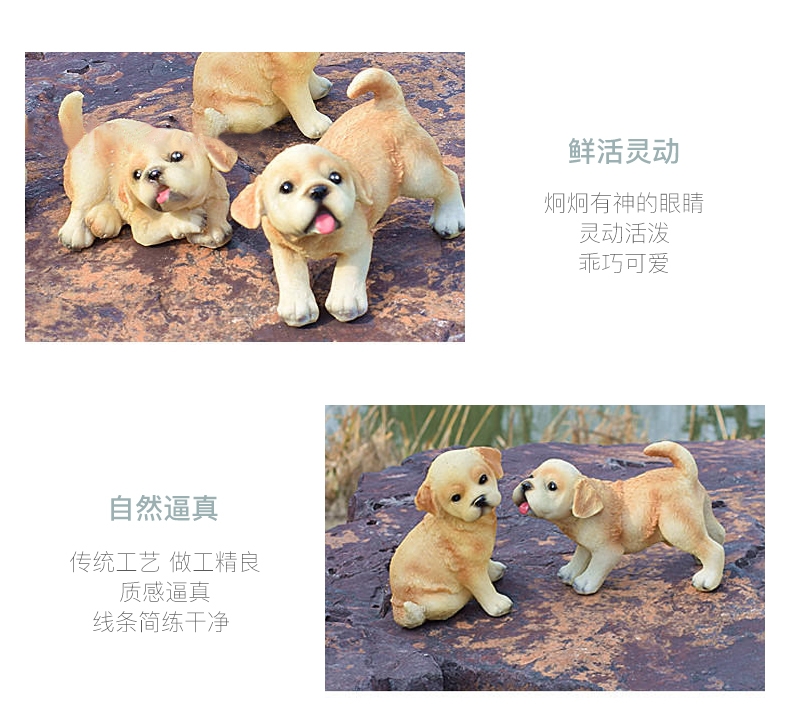 鲜活灵动
炯炯有神的眼睛
灵动活泼
乖巧可爱
自然逼真
传统工艺 做工精良
质感逼真
线条简练干净